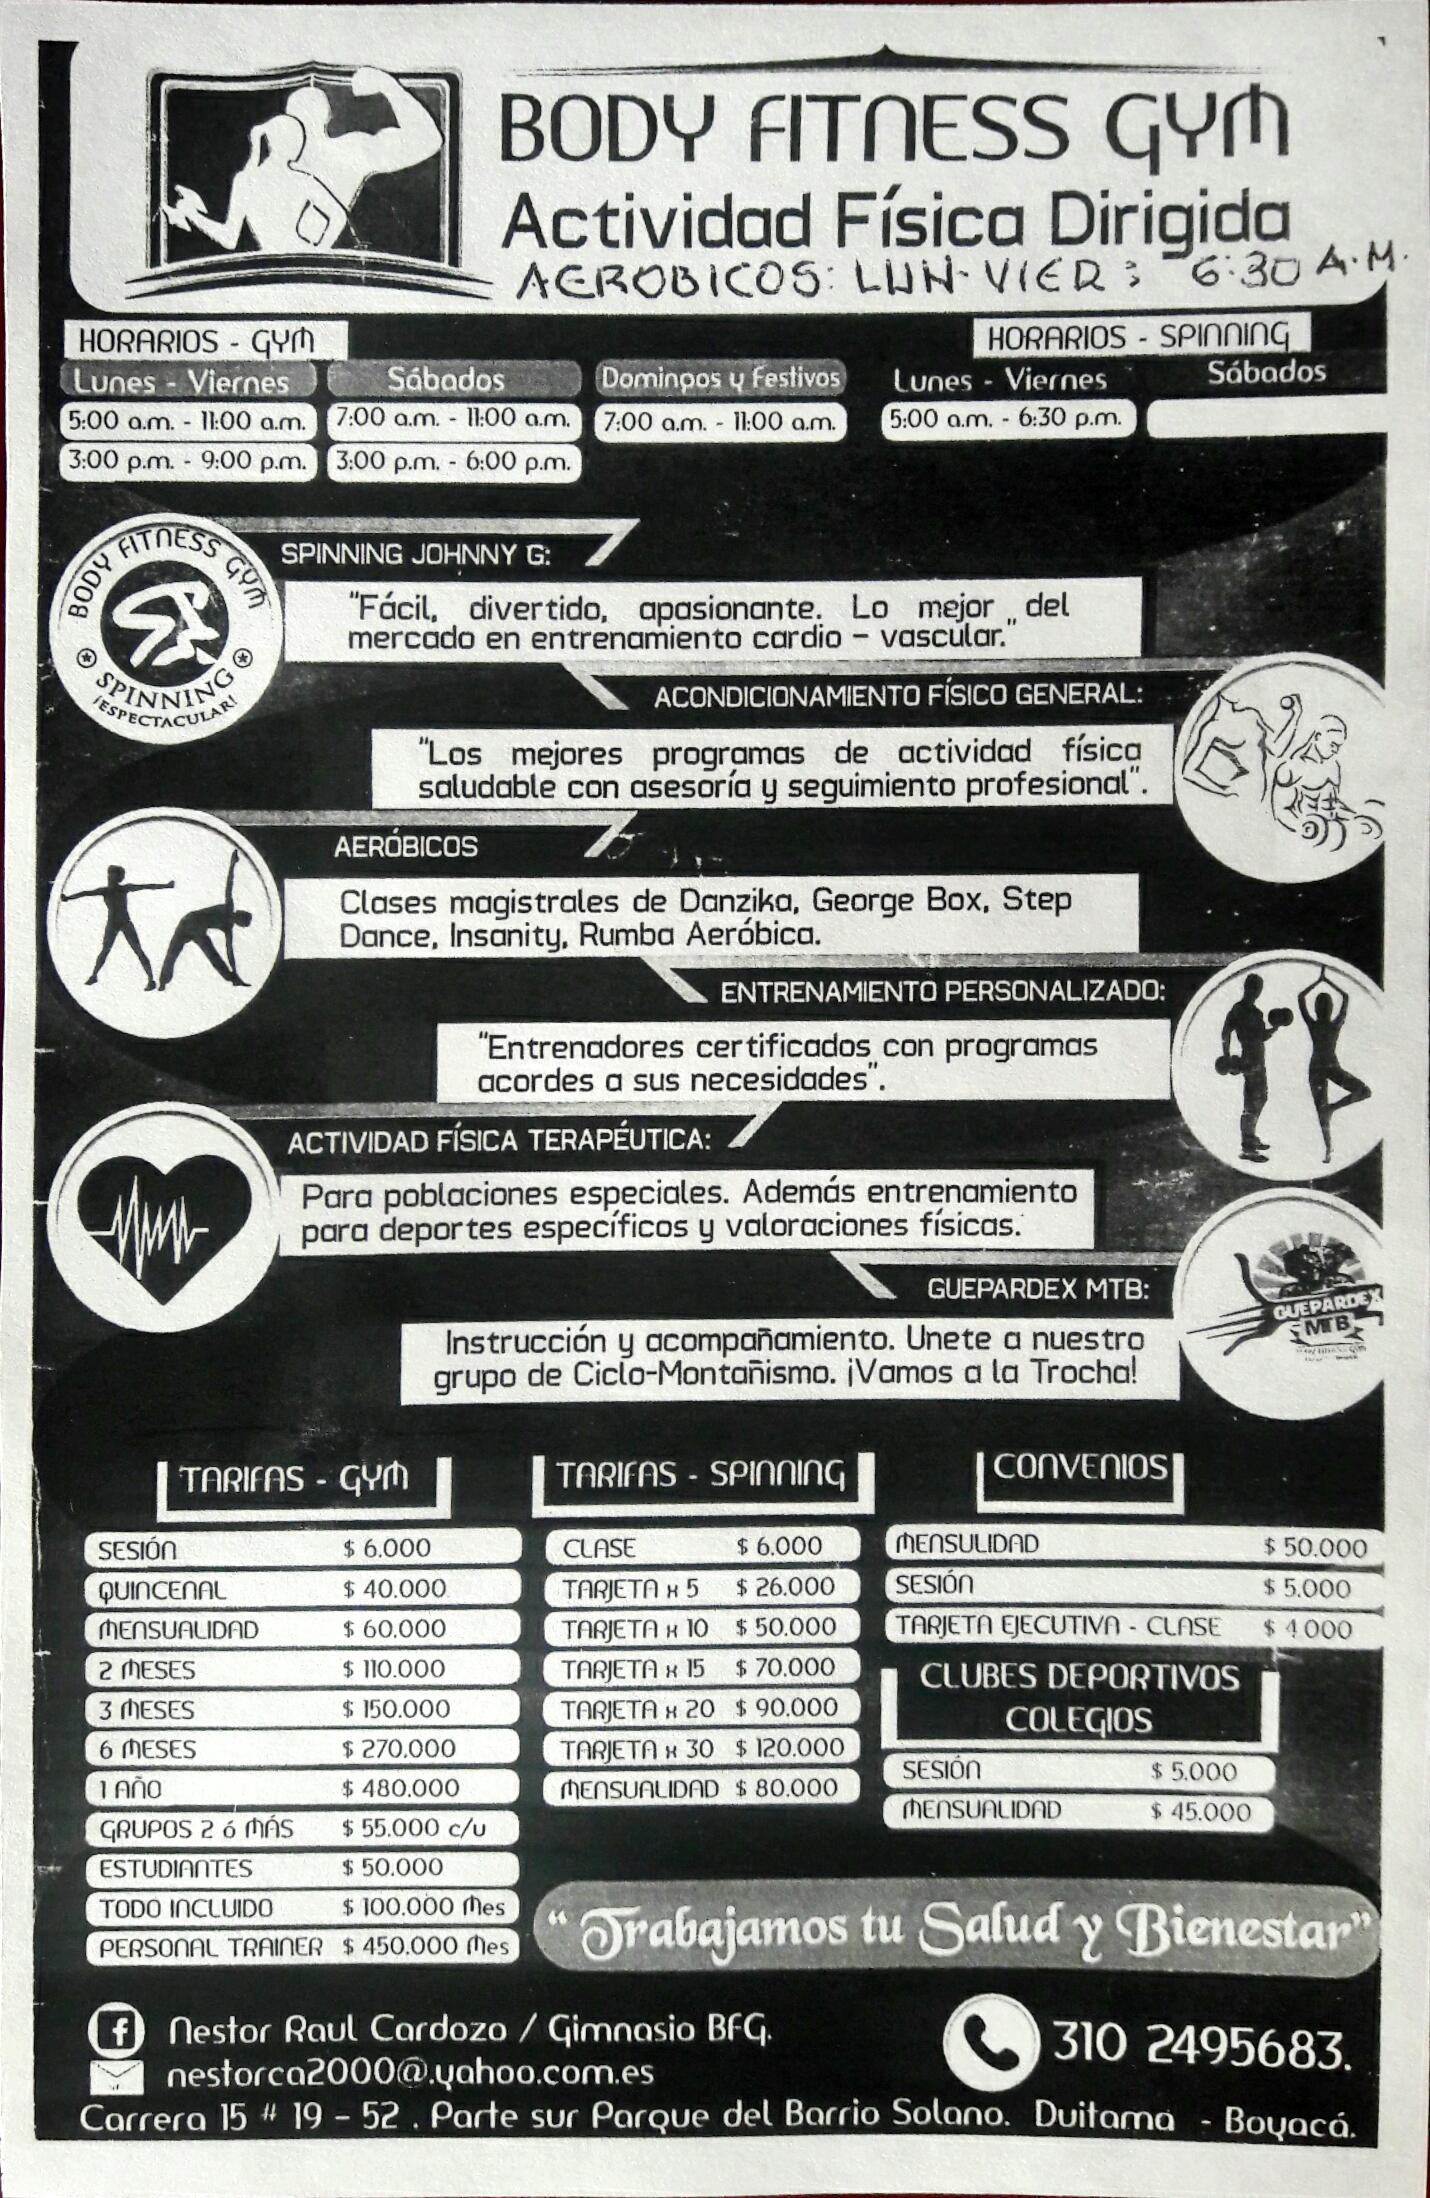 BODY FITNESS GYM
Actividad Física Dirigida
AEROBICOS: LUN-VIER: 6:30 A.M.
HORARIOS - GYM
Lunes - Viernes
5:00 a.m. - 11:00 a.m.
3:00 p.m. - 9:00 p.m.
Sábados
7:00 a.m. - 11:00 a.m.
3:00 p.m. - 6:00 p.m.
Dominpos y Festivos
7:00 a.m. - 11:00 a.m.
HORARIOS - SPINNING
Lunes - Viernes
5:00 a.m. - 6:30 p.m.
Sábados
BODY FITNESS GYM
SPINNING
¡ESPECTACULAR!
SPINNING JOHNNY G:
"Fácil, divertido, apasionante. Lo mejor del
mercado en entrenamiento cardio - vascular."
ACONDICIONAMIENTO FÍSICO GENERAL:
"Los mejores programas de actividad física
saludable con asesoría y seguimiento profesional".
AERÓBICOS
Clases magistrales de Danzika, George Box, Step
Dance, Insanity, Rumba Aeróbica.
ENTRENAMIENTO PERSONALIZADO:
"Entrenadores certificados con programas
acordes a sus necesidades".
ACTIVIDAD FÍSICA TERAPÉUTICA:
Para poblaciones especiales. Además entrenamiento
para deportes específicos y valoraciones físicas.
GUEPARDEX MTB:
Instrucción y acompañamiento. Unete a nuestro
grupo de Ciclo-Montañismo. ¡Vamos a la Trocha!
GUEPARDEX
MTB
TARIFAS - GYM
SESIÓN $ 6.000
QUINCENAL $ 40.000
MENSUALIDAD $ 60.000
2 MESES $ 110.000
3 MESES $ 150.000
6 MESES $ 270.000
1 AÑO $ 480.000
GRUPOS 2 ó MÁS $ 55.000 c/u
ESTUDIANTES $ 50.000
TODO INCLUIDO $ 100.000 Mes
PERSONAL TRAINER $ 450.000 Mes
TARIFAS - SPINNING
CLASE $ 6.000
TARJETA x 5 $ 26.000
TARJETA x 10 $ 50.000
TARJETA x 15 $ 70.000
TARJETA x 20 $ 90.000
TARJETA x 30 $ 120.000
MENSUALIDAD $ 80.000
CONVENIOS
MENSULIDAD $ 50.000
SESIÓN $ 5.000
TARJETA EJECUTIVA - CLASE $ 4.000
CLUBES DEPORTIVOS
COLEGIOS
SESIÓN $ 5.000
MENSUALIDAD $ 45.000
"Trabajamos tu Salud y Bienestar"
Nestor Raul Cardozo / Gimnasio BFG.
nestorca2000@.yahoo.com.es
310 2495683.
Carrera 15 # 19 - 52 . Parte sur Parque del Barrio Solano. Duitama - Boyacá.